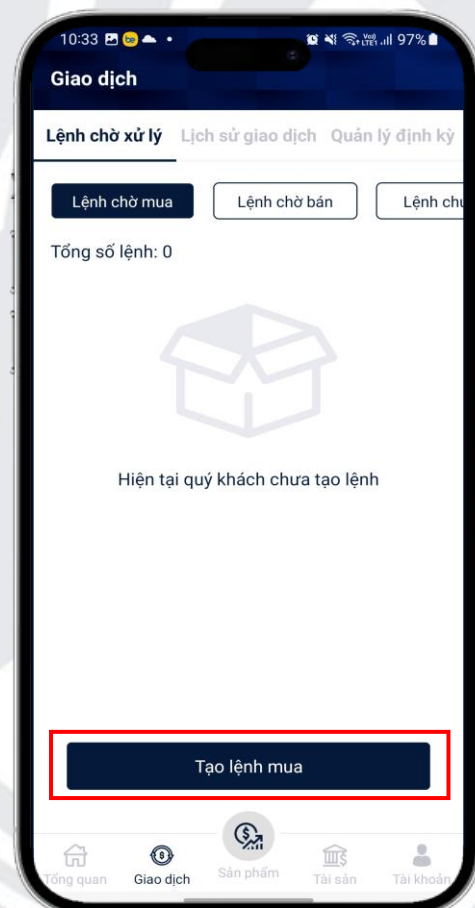 10:33
97%
Giao dịch
Lệnh chờ xử lý Lịch sử giao dịch Quản lý định kỳ
Lệnh chờ mua Lệnh chờ bán Lệnh
Tổng số lệnh: 0
Hiện tại quý khách chưa tạo lệnh
Tạo lệnh mua
Tổng quan Giao dịch Sản phẩm Tài sản Tài khoản